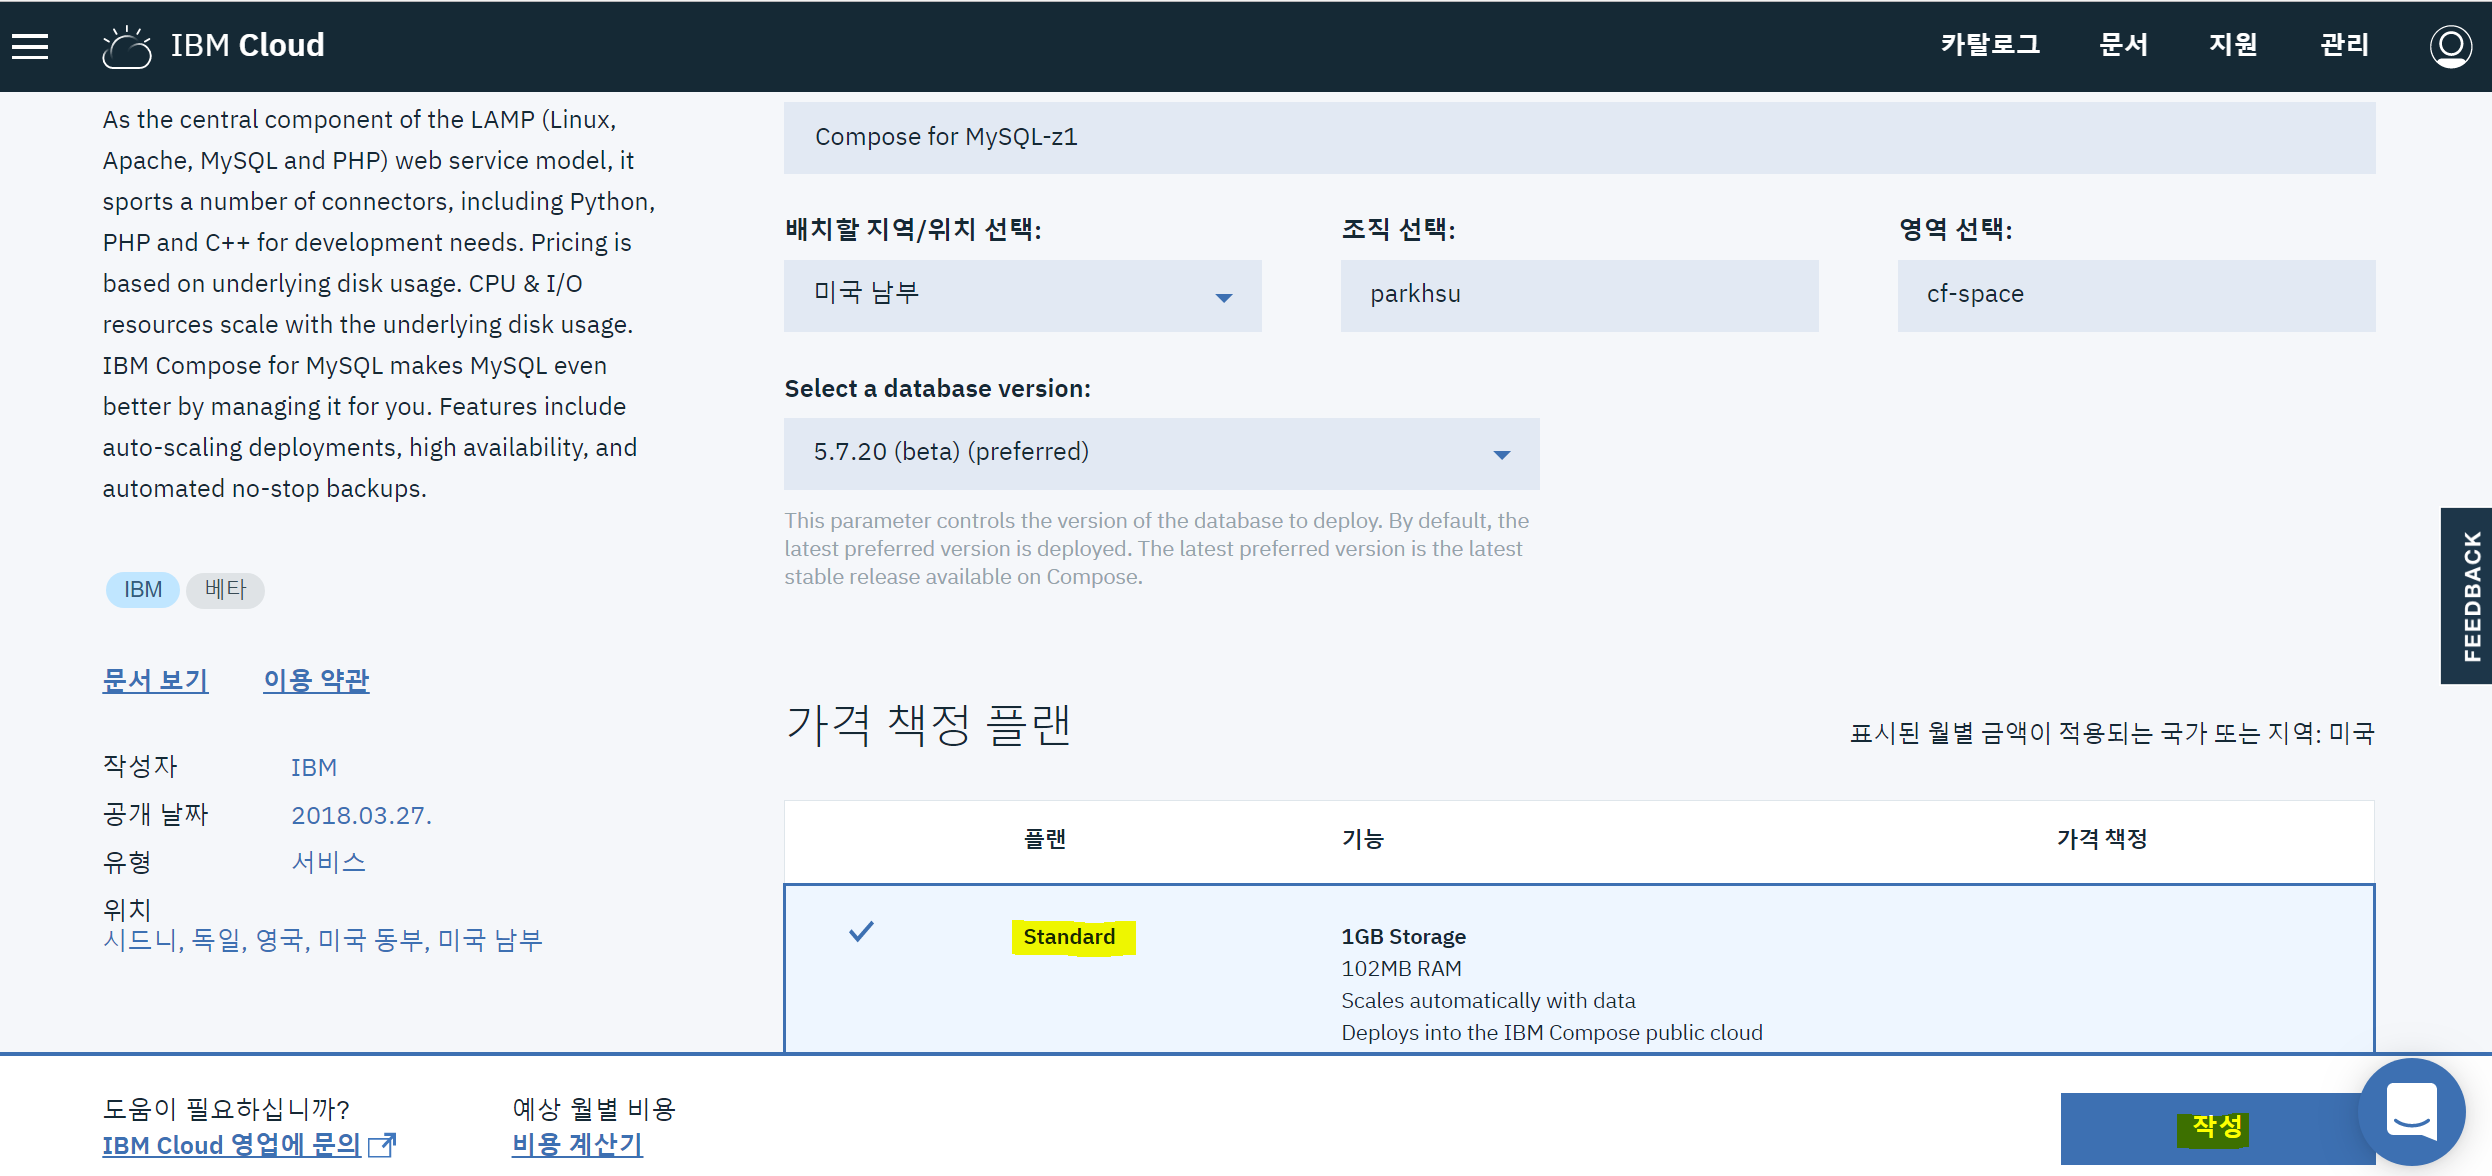 IBM Cloud
카탈로그 문서 지원 관리
As the central component of the LAMP (Linux,
Apache, MySQL and PHP) web service model, it
sports a number of connectors, including Python,
PHP and C++ for development needs. Pricing is
based on underlying disk usage. CPU & I/O
resources scale with the underlying disk usage.
IBM Compose for MySQL makes MySQL even
better by managing it for you. Features include
auto-scaling deployments, high availability, and
automated no-stop backups.
IBM 베타
문서 보기 이용 약관
작성자 IBM
공개 날짜 2018.03.27.
유형 서비스
위치
시드니, 독일, 영국, 미국 동부, 미국 남부
Compose for MySQL-z1
배치할 지역/위치 선택: 조직 선택: 영역 선택:
미국 남부 parkhsu cf-space
Select a database version:
5.7.20 (beta) (preferred)
This parameter controls the version of the database to deploy. By default, the
latest preferred version is deployed. The latest preferred version is the latest
stable release available on Compose.
FEEDBACK
가격 책정 플랜
표시된 월별 금액이 적용되는 국가 또는 지역: 미국
플랜 기능 가격 책정
Standard 1GB Storage
102MB RAM
Scales automatically with data
Deploys into the IBM Compose public cloud
도움이 필요하십니까? 예상 월별 비용
IBM Cloud 영업에 문의 비용 계산기
작성